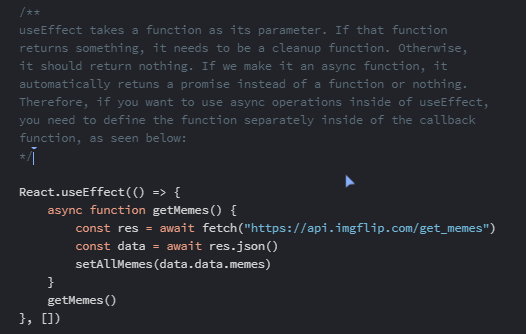 /**
useEffect takes a function as its parameter. If that function
returns something, it needs to be a cleanup function. Otherwise,
it should return nothing. If we make it an async function, it
automatically retuns a promise instead of a function or nothing.
Therefore, if you want to use async operations inside of useEffect,
you need to define the function separately inside of the callback
function, as seen below:
*/
React.useEffect(() => {
    async function getMemes() {
        const res = await fetch("https://api.imgflip.com/get_memes")
        const data = await res.json()
        setAllMemes(data.data.memes)
    }
    getMemes()
}, [])